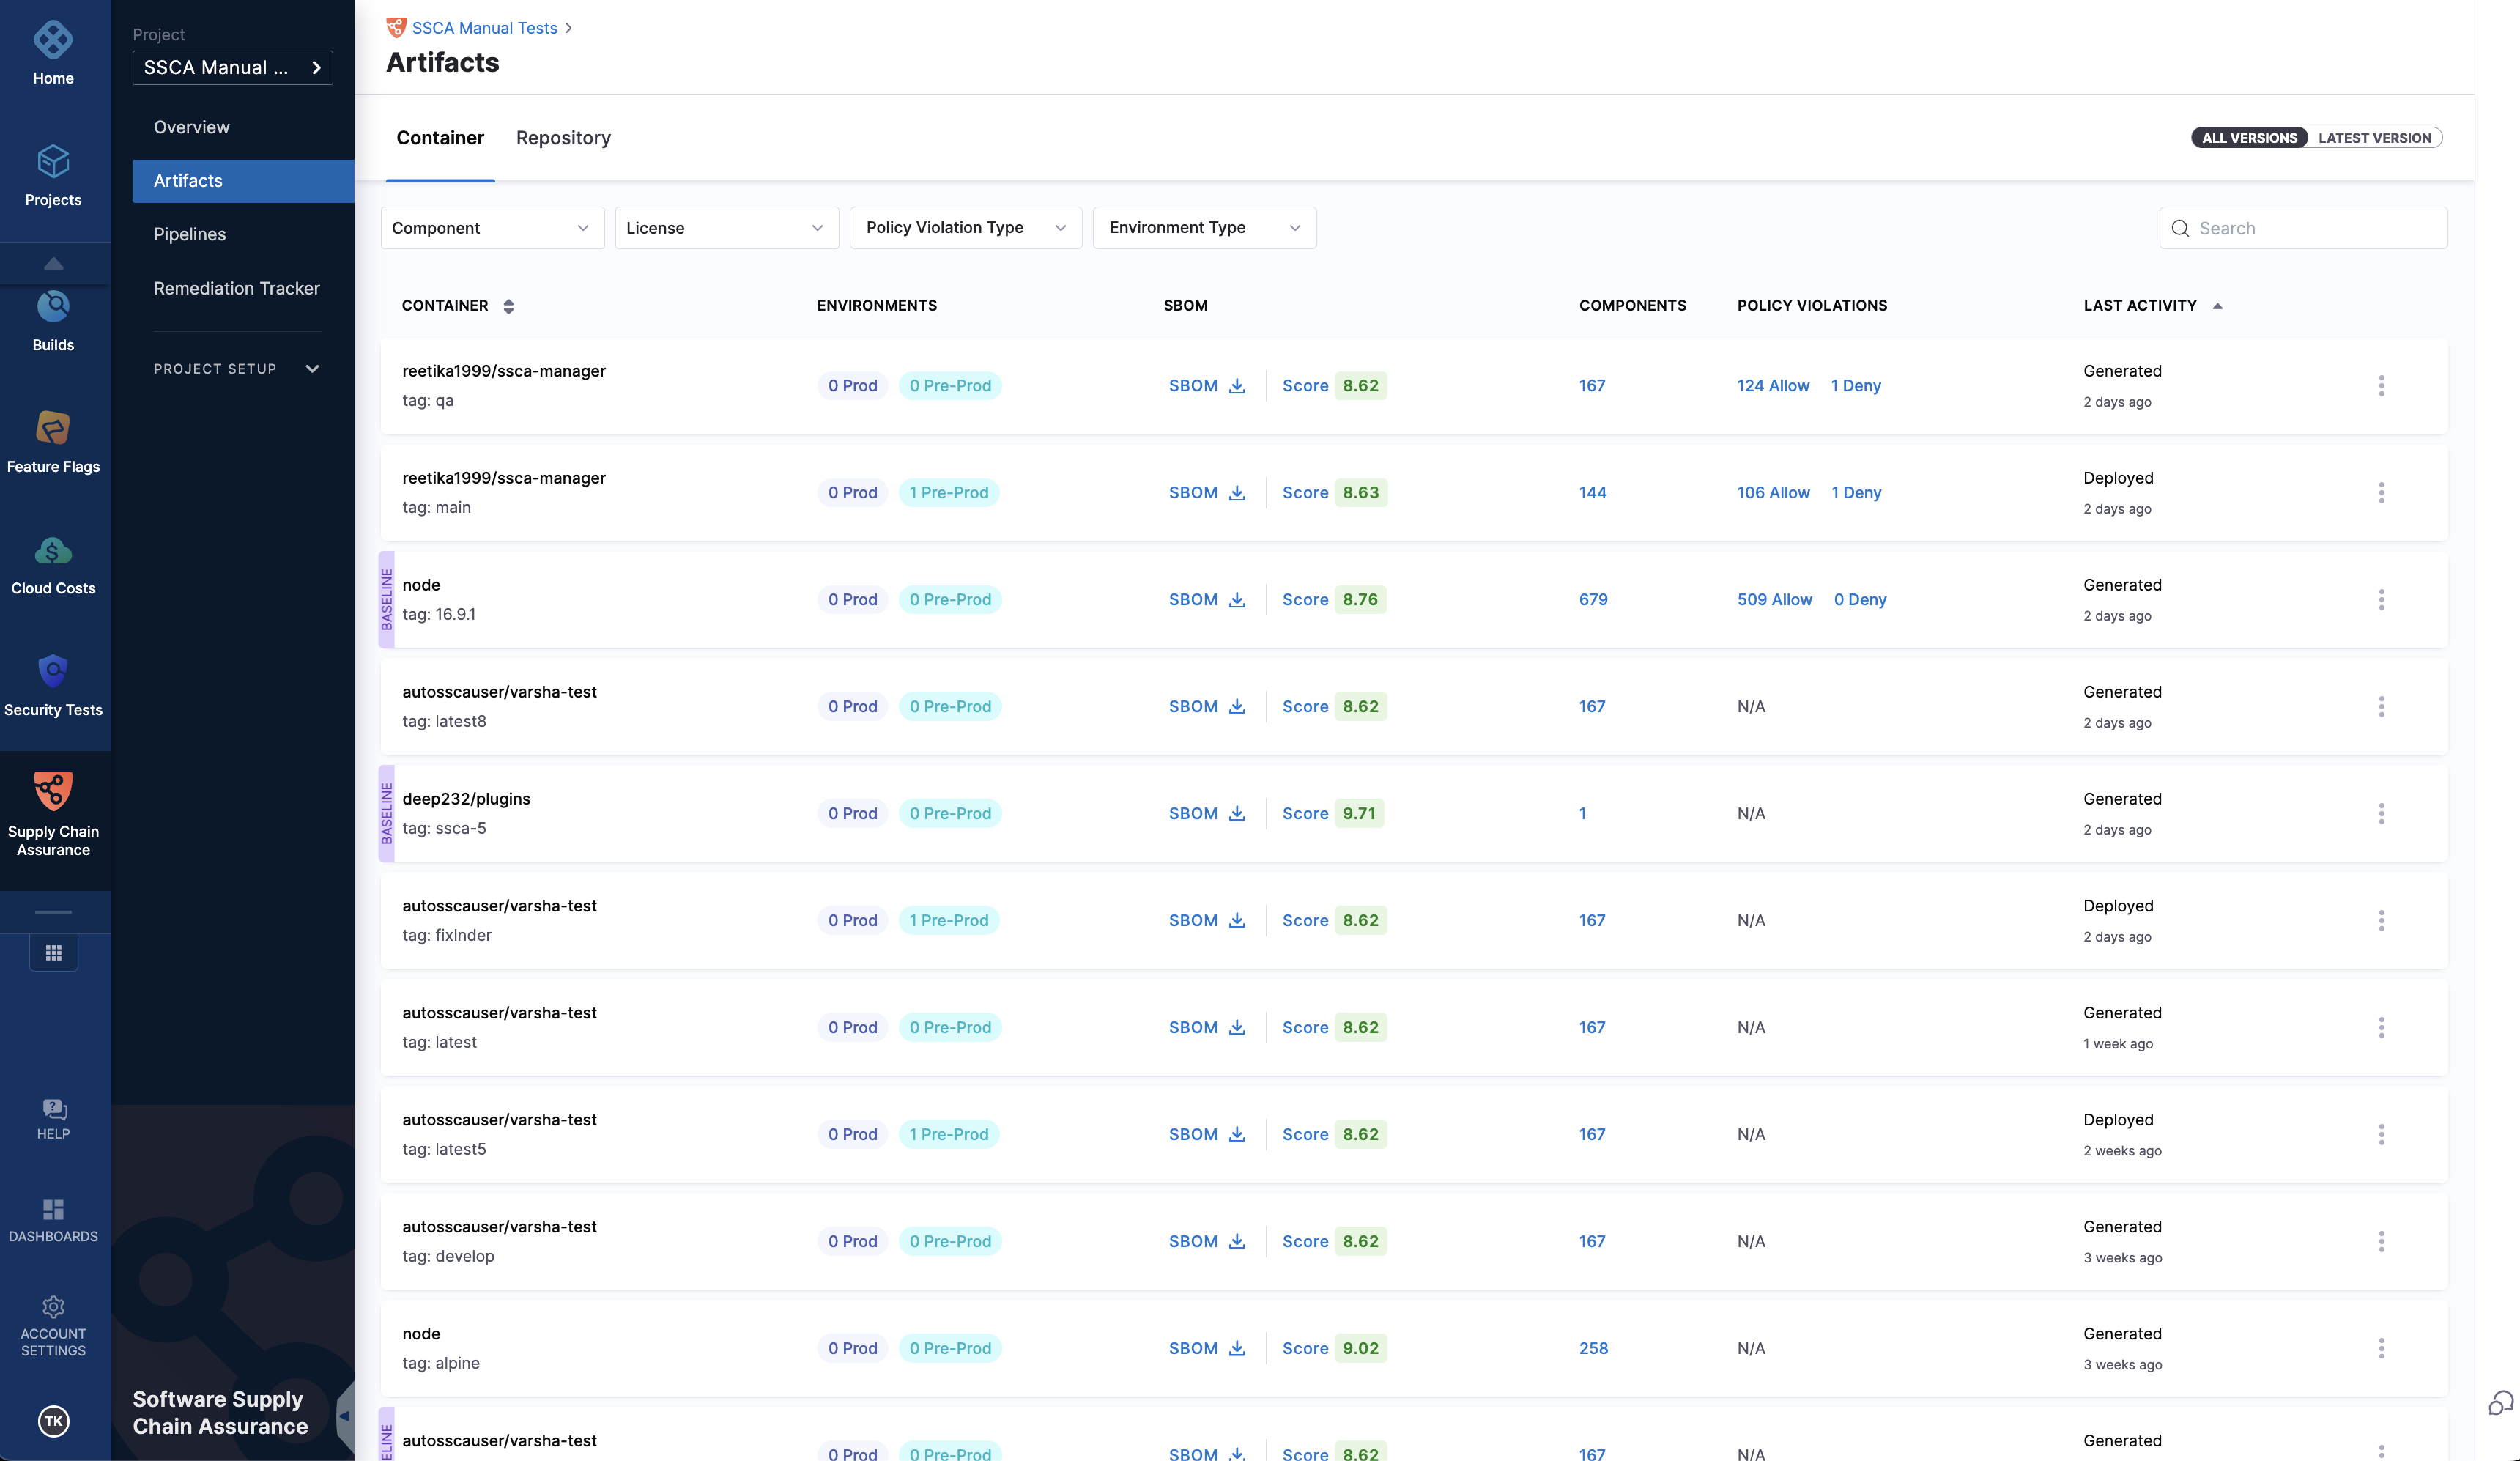 Home
Projects
Builds
Feature Flags
Cloud Costs
Security Tests
Supply Chain
Assurance
HELP
DASHBOARDS
ACCOUNT
SETTINGS
TK
Project
SSCA Manual ...
Overview
Artifacts
Pipelines
Remediation Tracker
PROJECT SETUP
Software Supply
Chain Assurance
SSCA Manual Tests
Artifacts
Container Repository
ALL VERSIONS LATEST VERSION
Component License Policy Violation Type Environment Type Search
CONTAINER ENVIRONMENTS SBOM COMPONENTS POLICY VIOLATIONS LAST ACTIVITY
reetika1999/ssca-manager
tag: qa
0 Prod 0 Pre-Prod SBOM Score 8.62 167 124 Allow 1 Deny
Generated
2 days ago
reetika1999/ssca-manager
tag: main
0 Prod 1 Pre-Prod SBOM Score 8.63 144 106 Allow 1 Deny
Deployed
2 days ago
BASELINE
node
tag: 16.9.1
0 Prod 0 Pre-Prod SBOM Score 8.76 679 509 Allow 0 Deny
Generated
2 days ago
autosscauser/varsha-test
tag: latest8
0 Prod 0 Pre-Prod SBOM Score 8.62 167 N/A
Generated
2 days ago
BASELINE
deep232/plugins
tag: ssca-5
0 Prod 0 Pre-Prod SBOM Score 9.71 1 N/A
Generated
2 days ago
autosscauser/varsha-test
tag: fixInder
0 Prod 1 Pre-Prod SBOM Score 8.62 167 N/A
Deployed
2 days ago
autosscauser/varsha-test
tag: latest
0 Prod 0 Pre-Prod SBOM Score 8.62 167 N/A
Generated
1 week ago
autosscauser/varsha-test
tag: latest5
0 Prod 1 Pre-Prod SBOM Score 8.62 167 N/A
Deployed
2 weeks ago
autosscauser/varsha-test
tag: develop
0 Prod 0 Pre-Prod SBOM Score 8.62 167 N/A
Generated
3 weeks ago
node
tag: alpine
0 Prod 0 Pre-Prod SBOM Score 9.02 258 N/A
Generated
3 weeks ago
ELINE
autosscauser/varsha-test
0 Prod 0 Pre-Prod SBOM Score 8.62 167 N/A
Generated